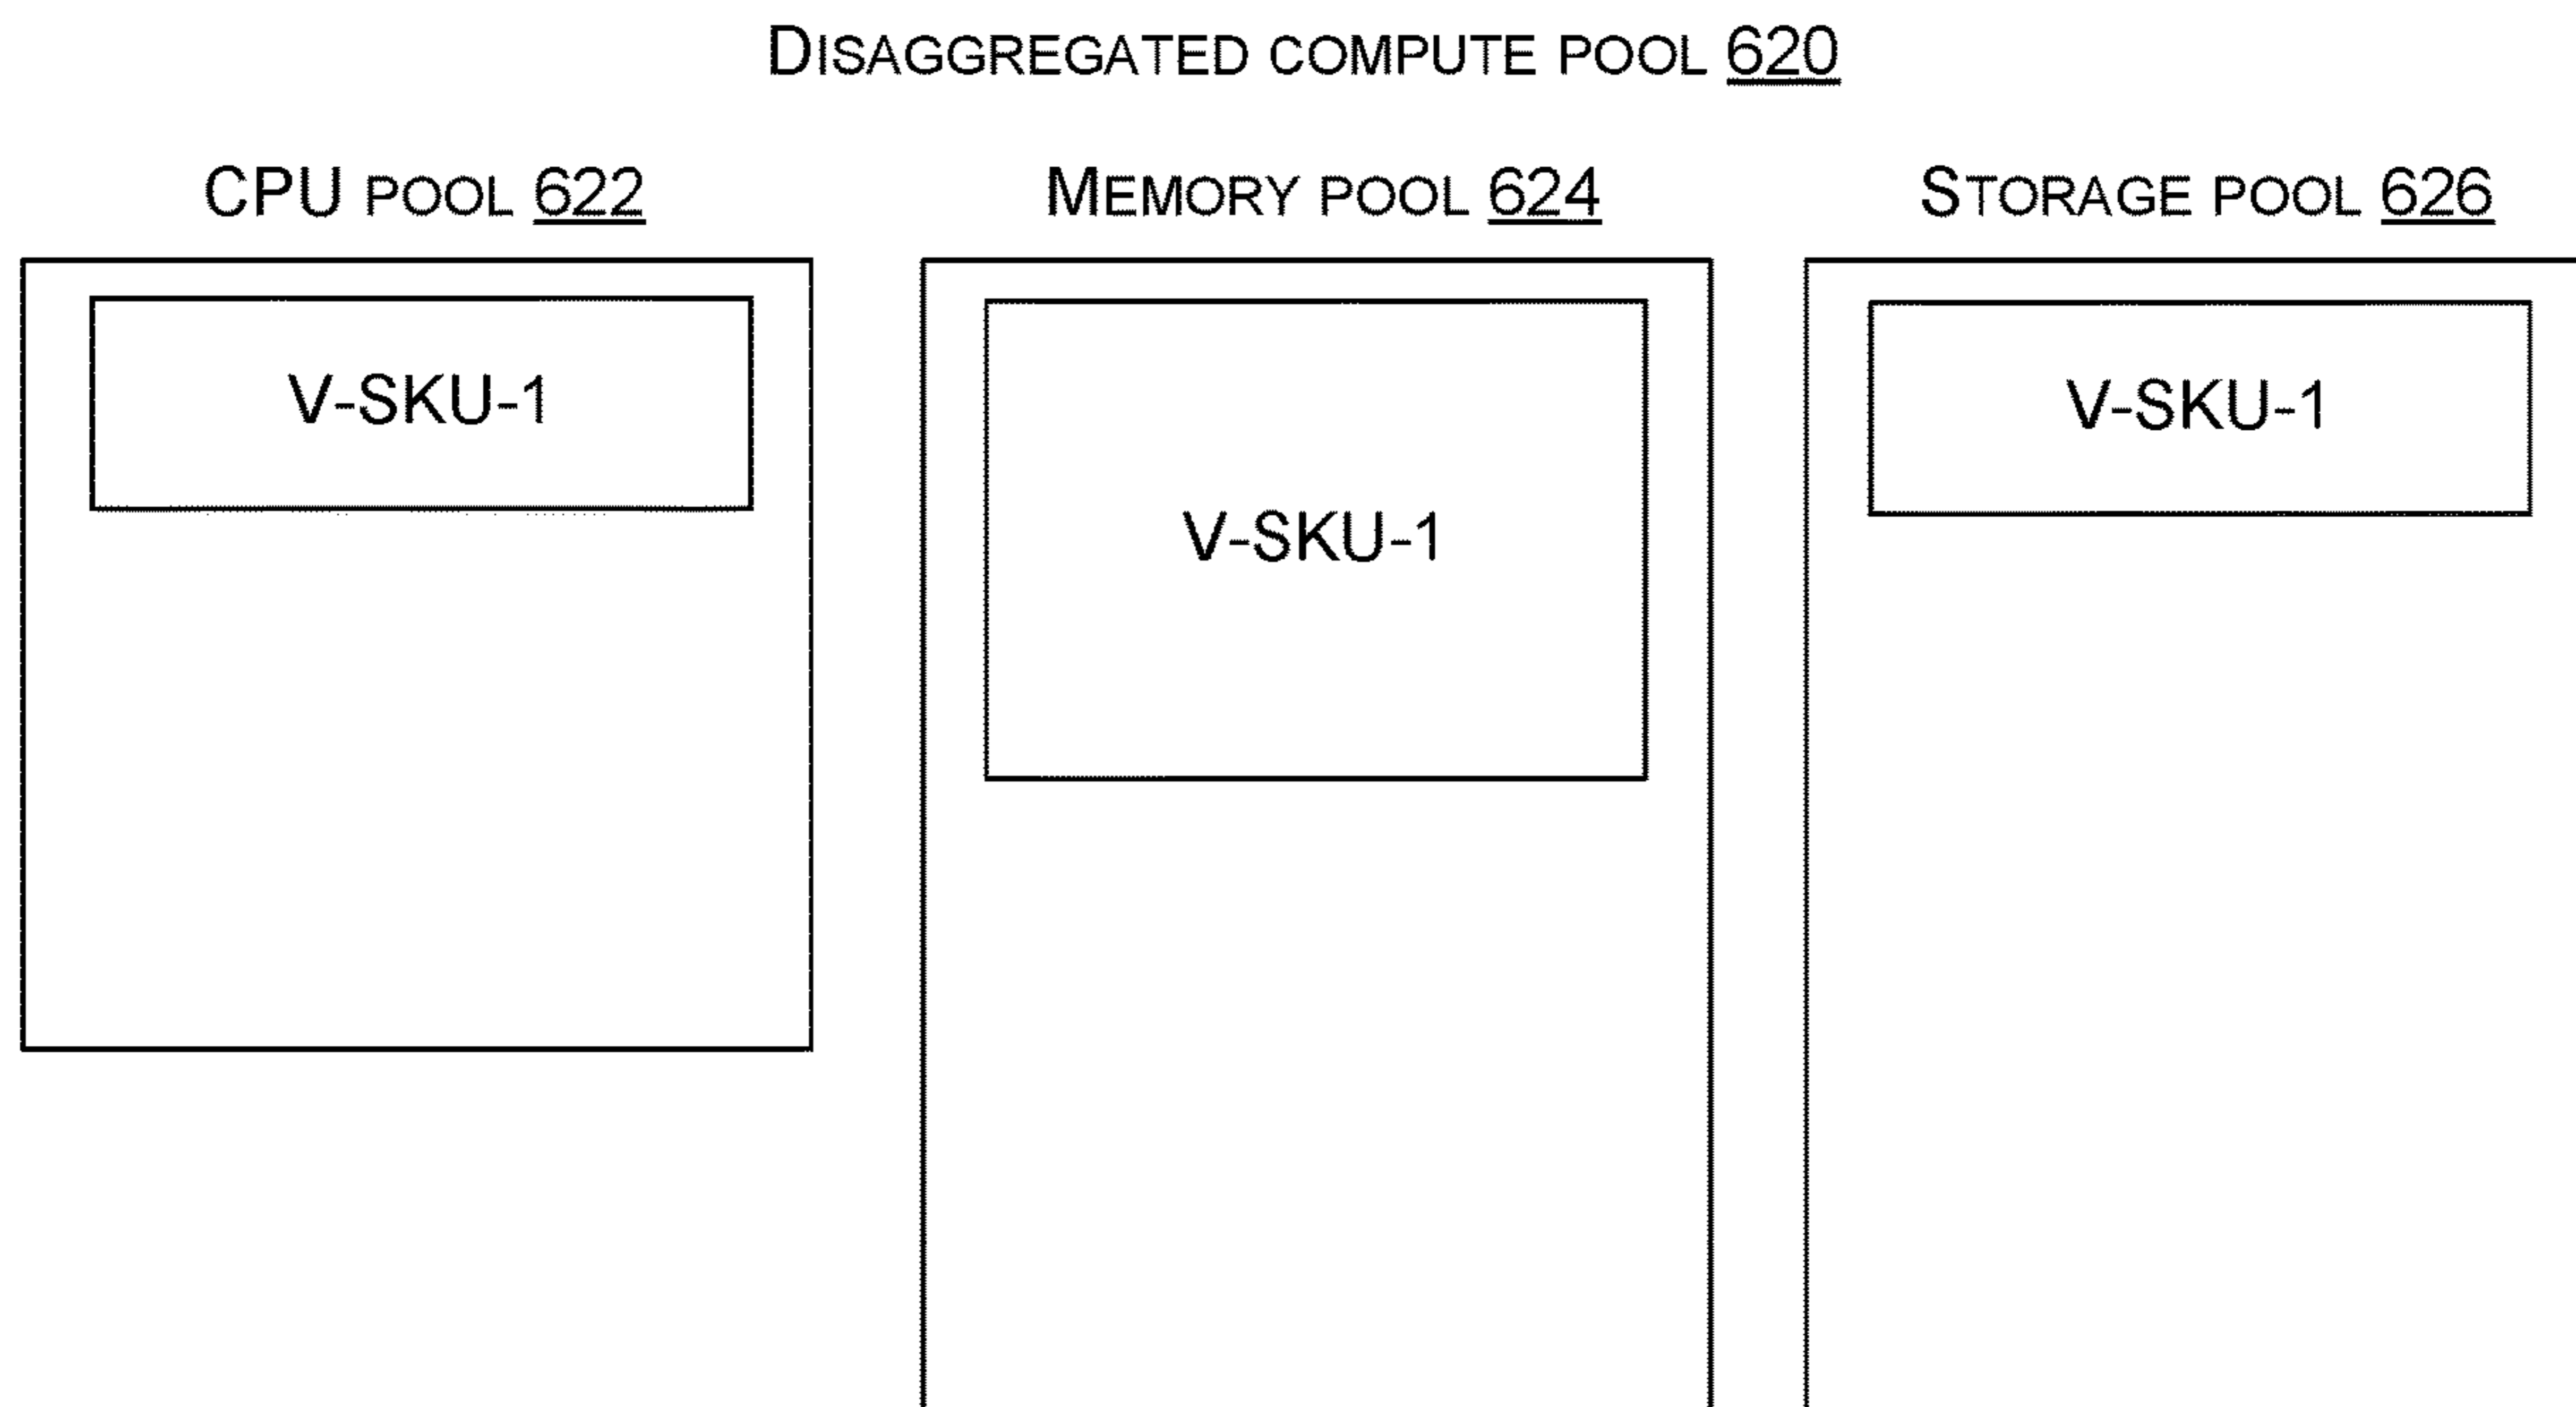 DISAGGREGATED COMPUTE POOL 620
CPU POOL 622
MEMORY POOL 624
STORAGE POOL 626
V-SKU-1
V-SKU-1
V-SKU-1